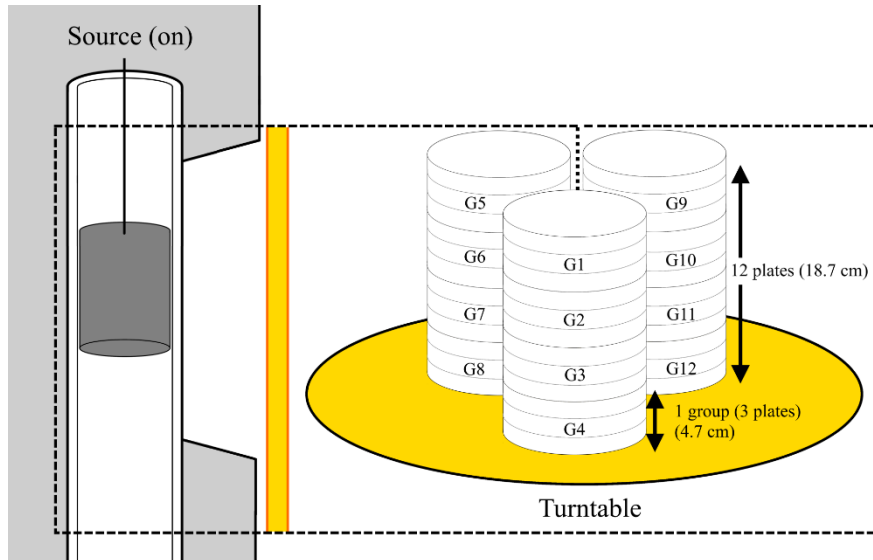 Source (on)
G5
G6
G7
G8
G1
G2
G3
G4
G9
G10
G11
G12
12 plates (18.7 cm)
1 group (3 plates)
(4.7 cm)
Turntable